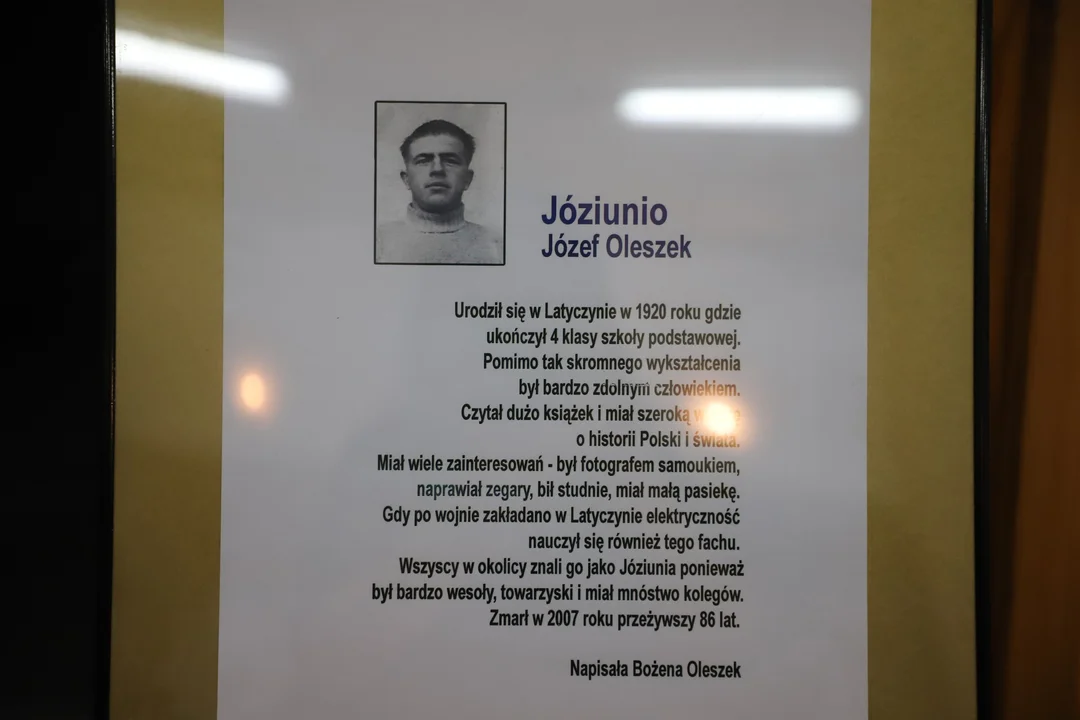 Józiunio
Józef Oleszek
Urodził się w Latyczynie w 1920 roku gdzie
ukończył 4 klasy szkoły podstawowej.
Pomimo tak skromnego wykształcenia
był bardzo zdolnym człowiekiem.
Czytał dużo książek i miał szeroką
o historii Polski i świata.
Miał wiele zainteresowań - był fotografem samoukiem,
naprawiał zegary, bił studnie, miał małą pasiekę.
Gdy po wojnie zakładano w Latyczynie elektryczność
nauczył się również tego fachu.
Wszyscy w okolicy znali go jako Józiunia ponieważ
był bardzo wesoły, towarzyski i miał mnóstwo kolegów.
Zmarł w 2007 roku przeżywszy 86 lat.
Napisała Bożena Oleszek